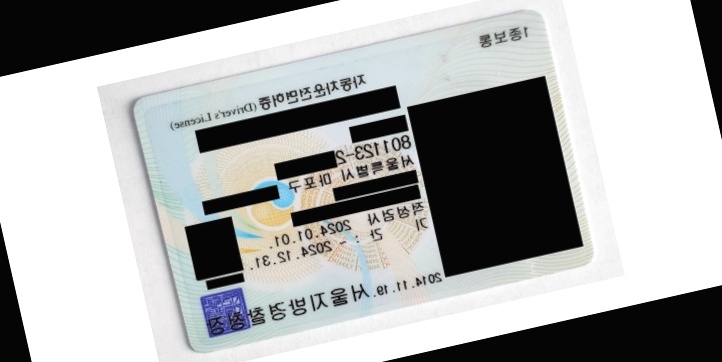 1종보통
자동차운전면허증 (Driver's License)
801123-2
서울특별시 마포구
적성검사 2024.01.01.
기 간 : ~ 2024.12.31.
2014.11.19. 서울지방경찰청장